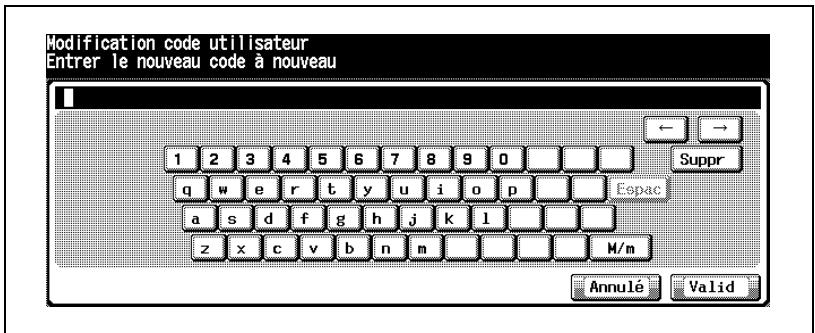 Modification code utilisateur
Entrer le nouveau code à nouveau
← →
1 2 3 4 5 6 7 8 9 0 Suppr
q w e r t y u i o p Espac
a s d f g h j k l
z x c v b n m M/m
Annulé Valid